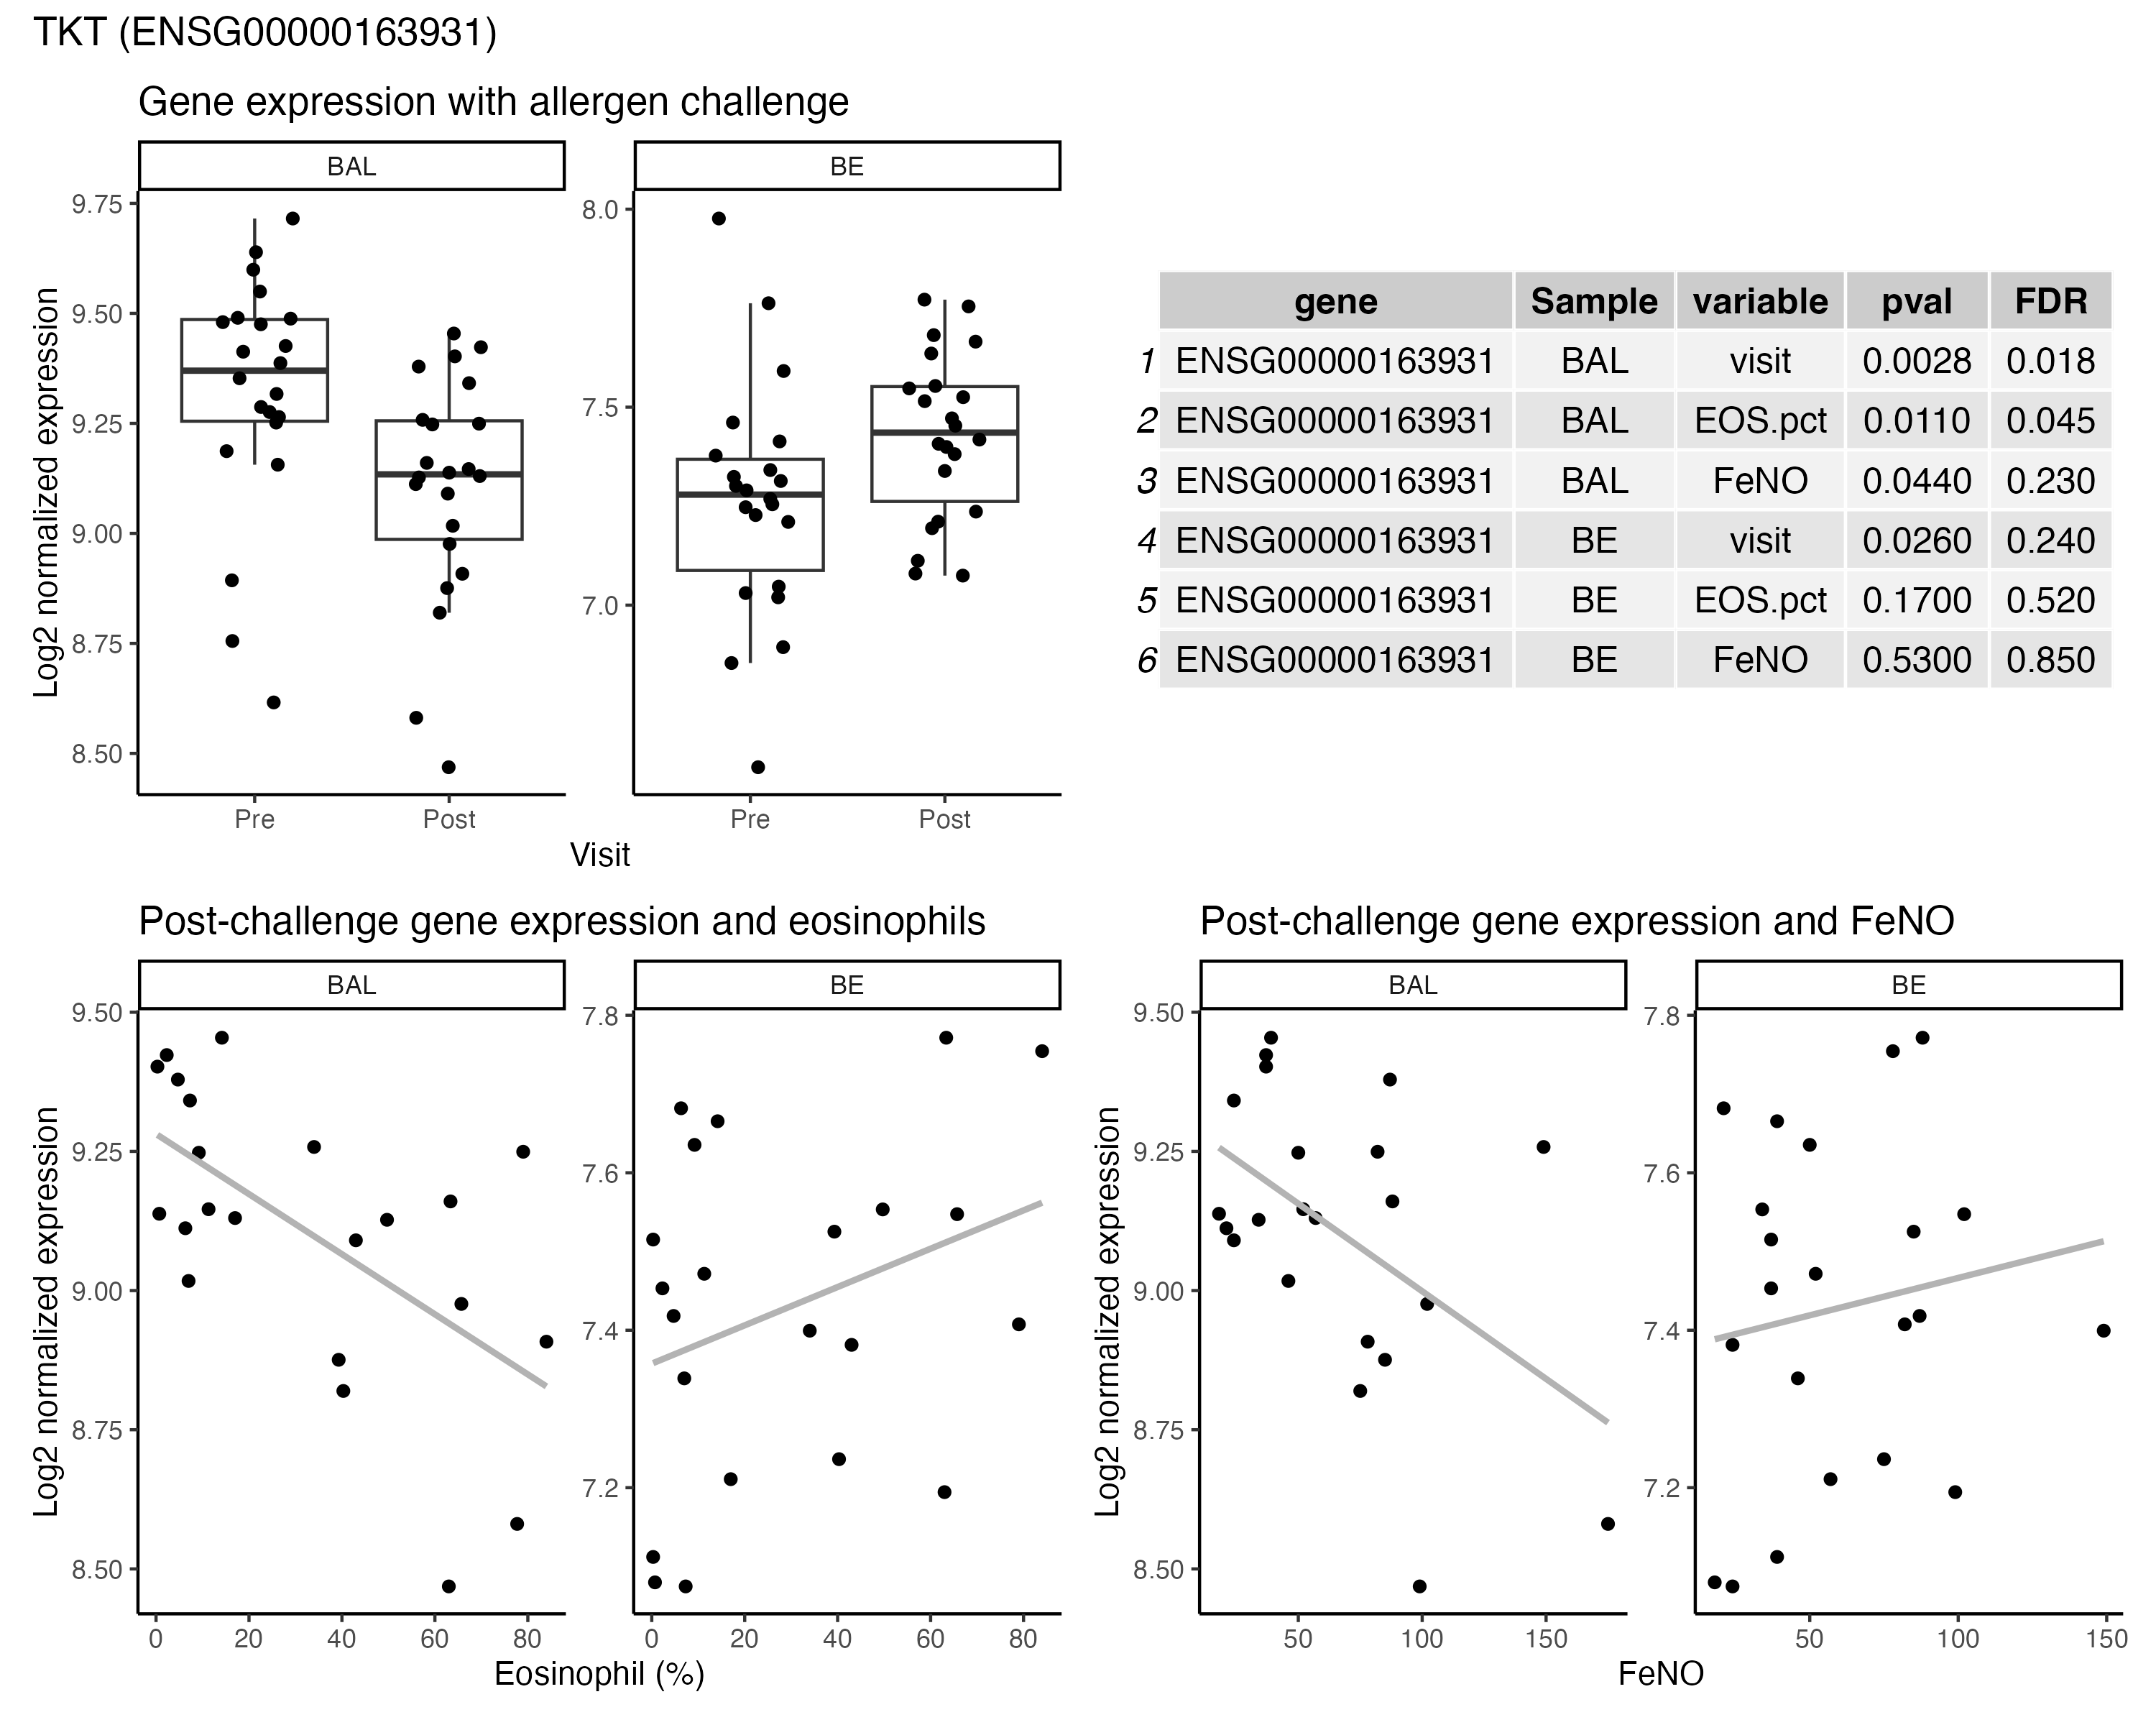 TKT (ENSG00000163931)
Gene expression with allergen challenge
BAL
BE
Log2 normalized expression
9.75
9.50
9.25
9.00
8.75
8.50
8.0
7.5
7.0
Pre
Post
Pre
Post
Visit
gene Sample variable pval FDR
1 ENSG00000163931 BAL visit 0.0028 0.018
2 ENSG00000163931 BAL EOS.pct 0.0110 0.045
3 ENSG00000163931 BAL FeNO 0.0440 0.230
4 ENSG00000163931 BE visit 0.0260 0.240
5 ENSG00000163931 BE EOS.pct 0.1700 0.520
6 ENSG00000163931 BE FeNO 0.5300 0.850
Post-challenge gene expression and eosinophils
BAL
BE
Log2 normalized expression
9.50
9.25
9.00
8.75
8.50
7.8
7.6
7.4
7.2
0 20 40 60 80
0 20 40 60 80
Eosinophil (%)
Post-challenge gene expression and FeNO
BAL
BE
Log2 normalized expression
9.50
9.25
9.00
8.75
8.50
7.8
7.6
7.4
7.2
50 100 150
50 100 150
FeNO